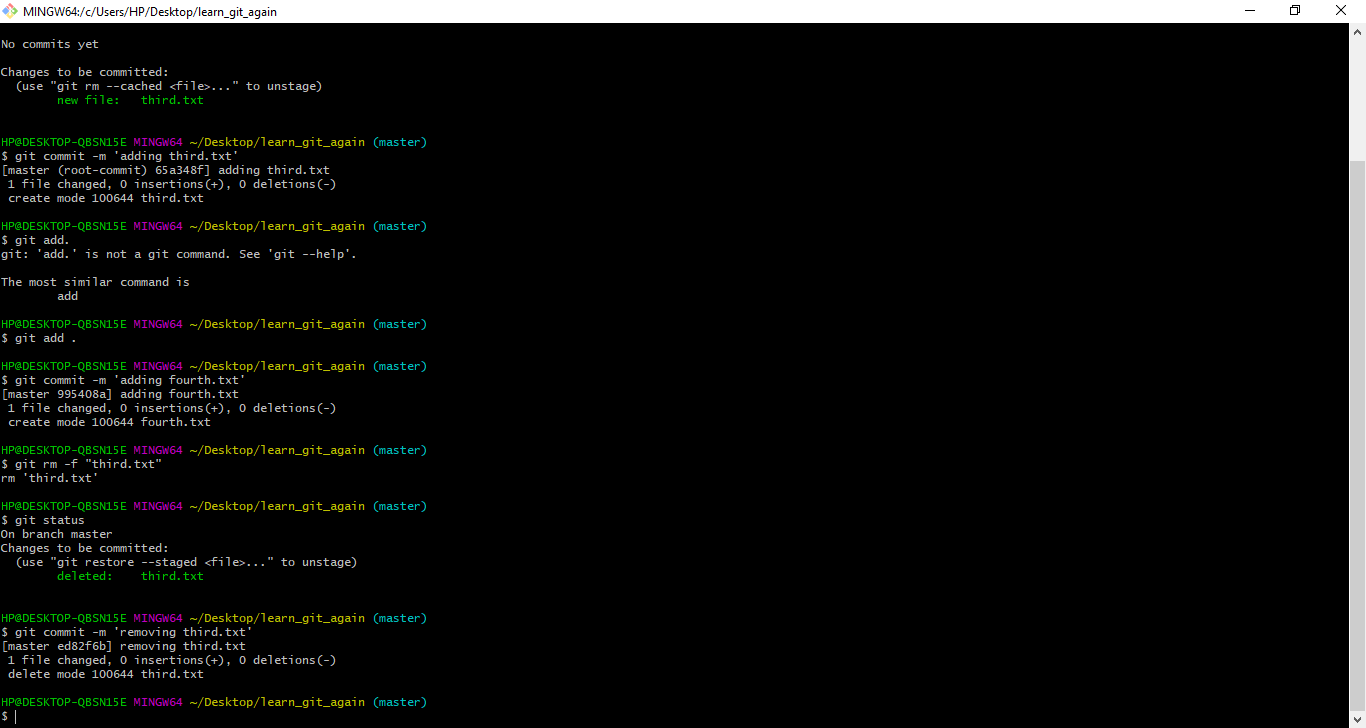 MINGW64:/c/Users/HP/Desktop/learn_git_again
No commits yet
Changes to be committed:
  (use "git rm --cached <file>..." to unstage)
        new file:   third.txt
HP@DESKTOP-QBSN15E MINGW64 ~/Desktop/learn_git_again (master)
$ git commit -m 'adding third.txt'
[master (root-commit) 65a348f] adding third.txt
 1 file changed, 0 insertions(+), 0 deletions(-)
 create mode 100644 third.txt
HP@DESKTOP-QBSN15E MINGW64 ~/Desktop/learn_git_again (master)
$ git add.
git: 'add.' is not a git command. See 'git --help'.
The most similar command is
        add
HP@DESKTOP-QBSN15E MINGW64 ~/Desktop/learn_git_again (master)
$ git add .
HP@DESKTOP-QBSN15E MINGW64 ~/Desktop/learn_git_again (master)
$ git commit -m 'adding fourth.txt'
[master 995408a] adding fourth.txt
 1 file changed, 0 insertions(+), 0 deletions(-)
 create mode 100644 fourth.txt
HP@DESKTOP-QBSN15E MINGW64 ~/Desktop/learn_git_again (master)
$ git rm -f "third.txt"
rm 'third.txt'
HP@DESKTOP-QBSN15E MINGW64 ~/Desktop/learn_git_again (master)
$ git status
On branch master
Changes to be committed:
  (use "git restore --staged <file>..." to unstage)
        deleted:    third.txt
HP@DESKTOP-QBSN15E MINGW64 ~/Desktop/learn_git_again (master)
$ git commit -m 'removing third.txt'
[master ed82f6b] removing third.txt
 1 file changed, 0 insertions(+), 0 deletions(-)
 delete mode 100644 third.txt
HP@DESKTOP-QBSN15E MINGW64 ~/Desktop/learn_git_again (master)
$